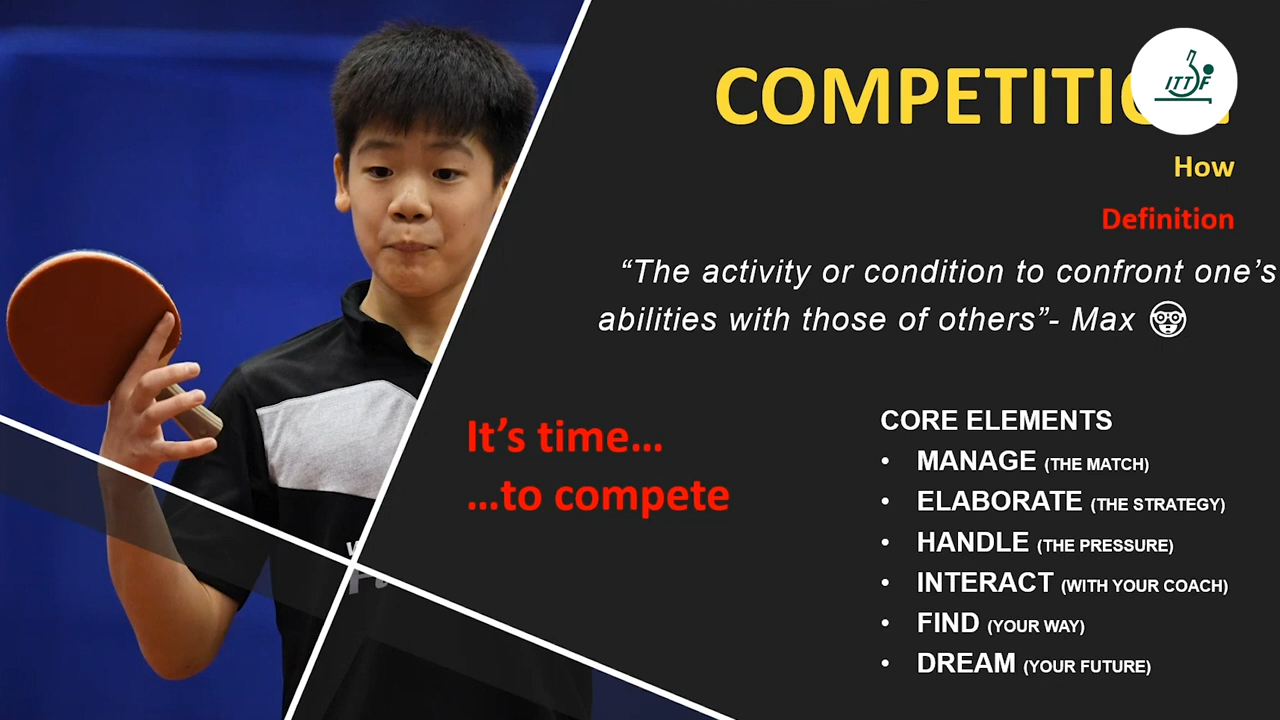 COMPETITIO
ITTF
How
Definition
“The activity or condition to confront one’s
abilities with those of others”- Max
It’s time…
…to compete
CORE ELEMENTS
• MANAGE (THE MATCH)
• ELABORATE (THE STRATEGY)
• HANDLE (THE PRESSURE)
• INTERACT (WITH YOUR COACH)
• FIND (YOUR WAY)
• DREAM (YOUR FUTURE)